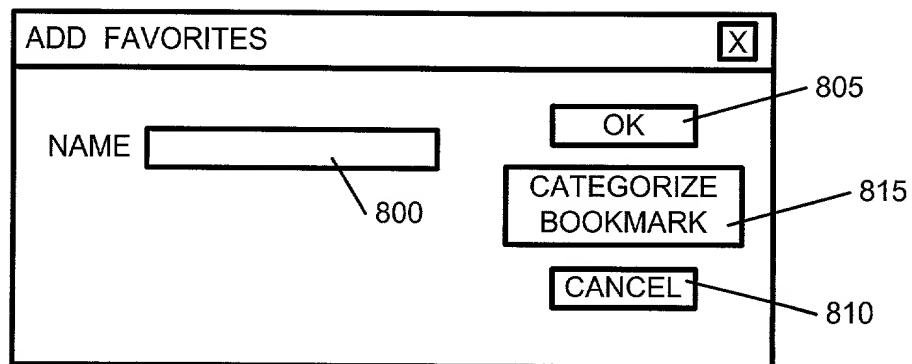 ADD FAVORITES X
805
OK
NAME
CATEGORIZE
BOOKMARK
815
800
CANCEL
810